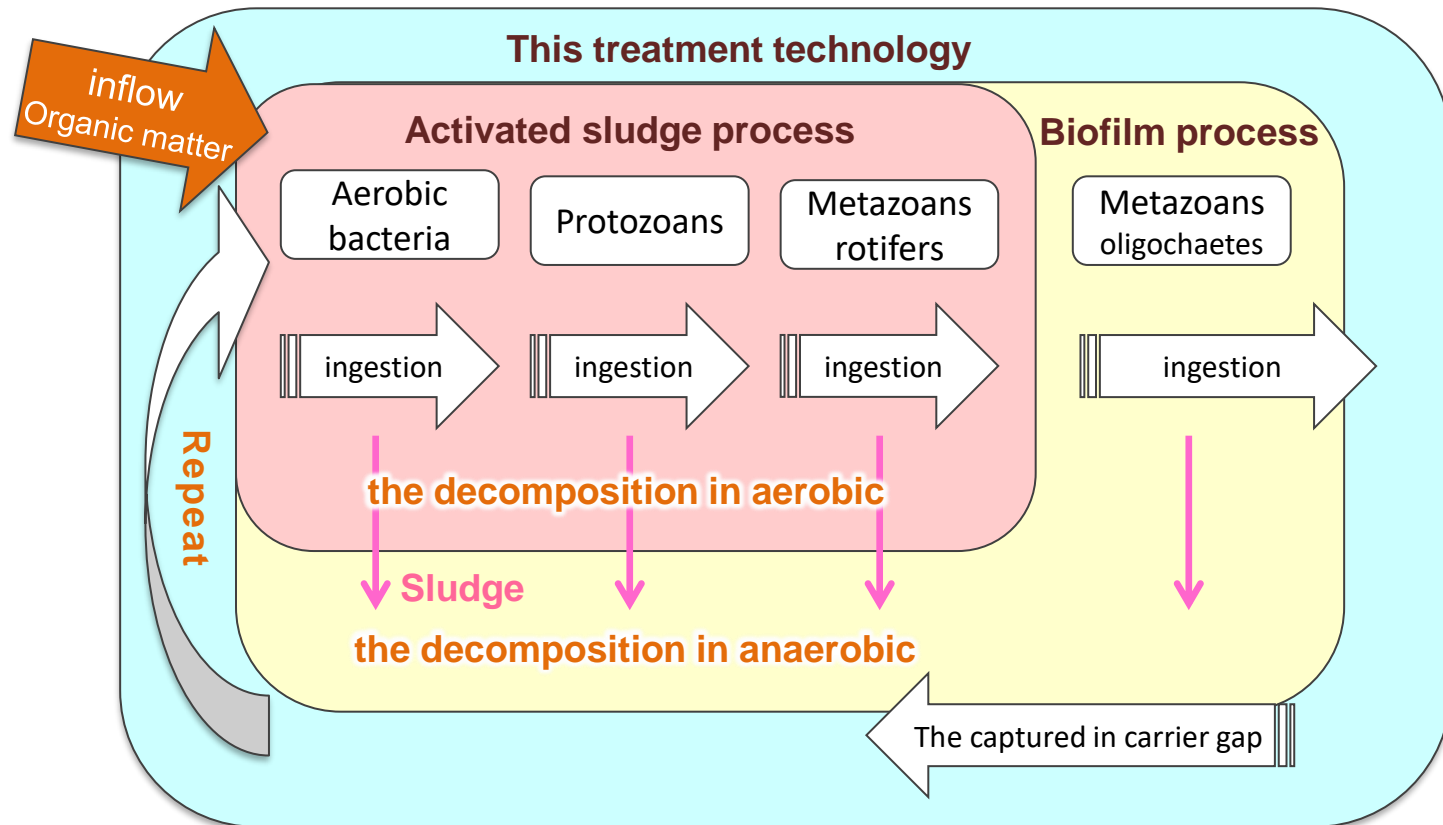 This treatment technology
inflow
Organic matter
Activated sludge process
Biofilm process
Aerobic
bacteria
Protozoans
Metazoans
rotifers
Metazoans
oligochaetes
ingestion
ingestion
ingestion
ingestion
Repeat
the decomposition in aerobic
Sludge
the decomposition in anaerobic
The captured in carrier gap